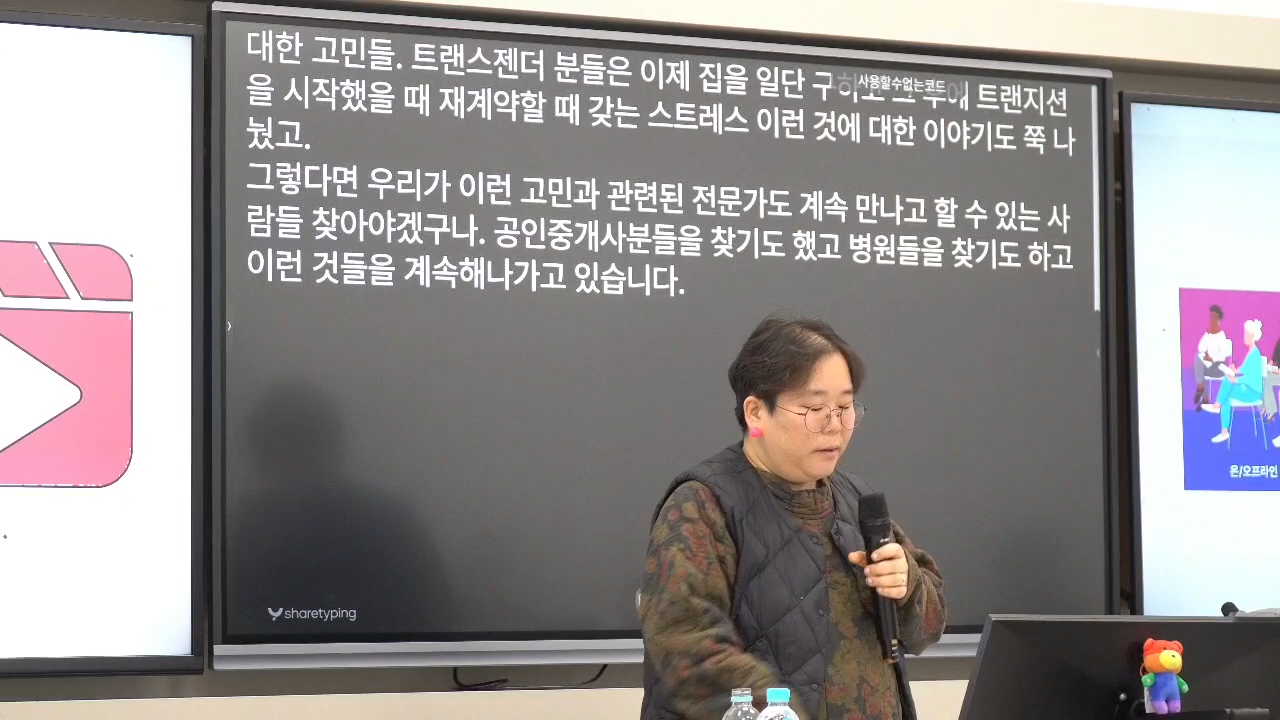 대한 고민들. 트랜스젠더 분들은 이제 집을 일단 구하고 그 후에 트랜지션
사용할수없는코드
을 시작했을 때 재계약할 때 갖는 스트레스 이런 것에 대한 이야기도 쭉 나
눴고.
그렇다면 우리가 이런 고민과 관련된 전문가도 계속 만나고 할 수 있는 사
람들 찾아야겠구나. 공인중개사분들을 찾기도 했고 병원들을 찾기도 하고
이런 것들을 계속해나가고 있습니다.
sharetyping
온/오프라인